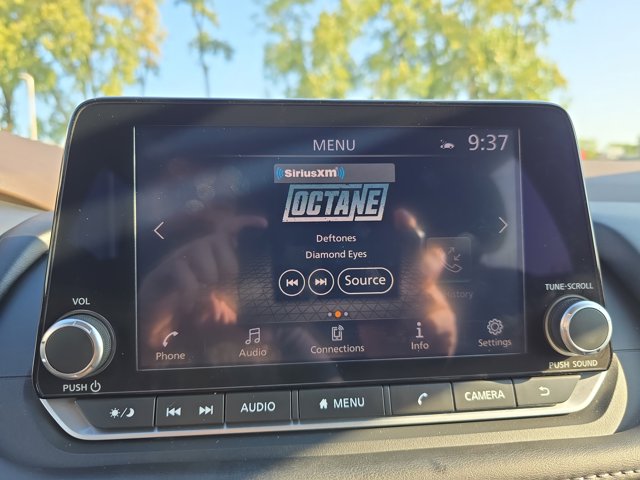 MENU 9:37
SiriusXM
OCTANE
Deftones
Diamond Eyes
Source
History
Phone Audio Connections Info Settings
VOL
PUSH
TUNE-SCROLL
PUSH SOUND
AUDIO MENU CAMERA